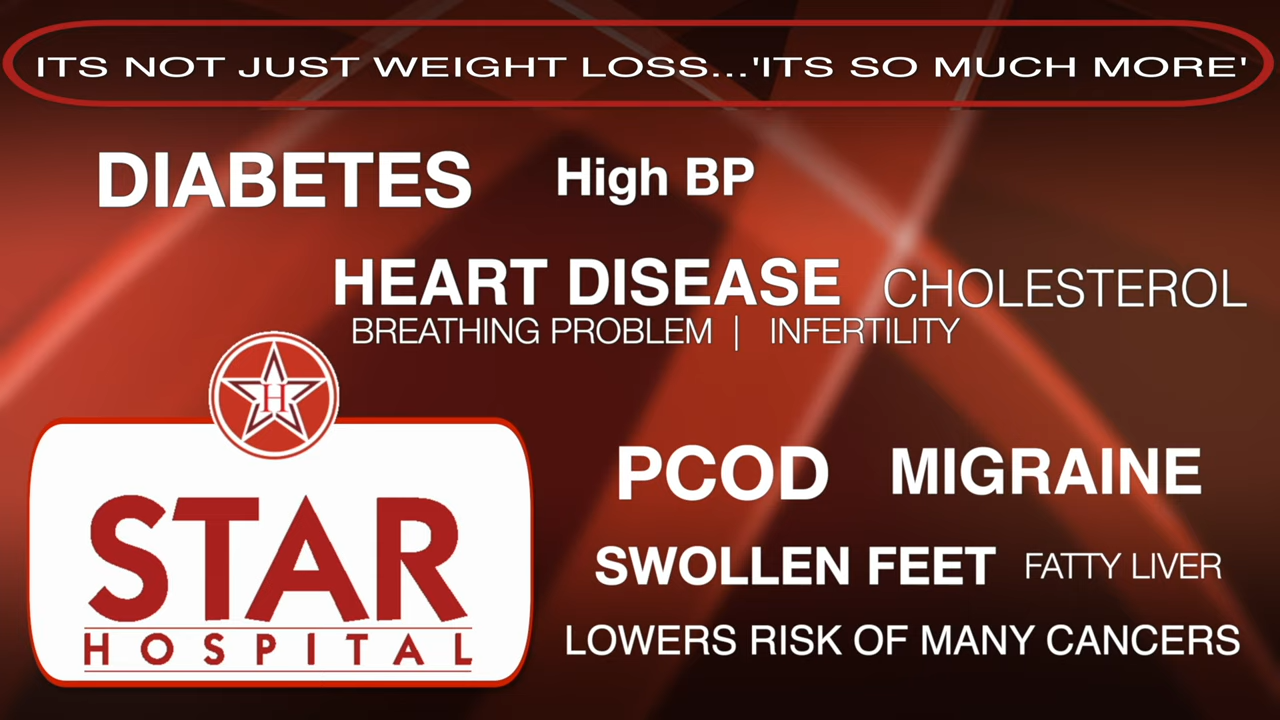 ITS NOT JUST WEIGHT LOSS...'ITS SO MUCH MORE'
DIABETES High BP
HEART DISEASE CHOLESTEROL
BREATHING PROBLEM | INFERTILITY
H
STAR
HOSPITAL
PCOD MIGRAINE
SWOLLEN FEET FATTY LIVER
LOWERS RISK OF MANY CANCERS